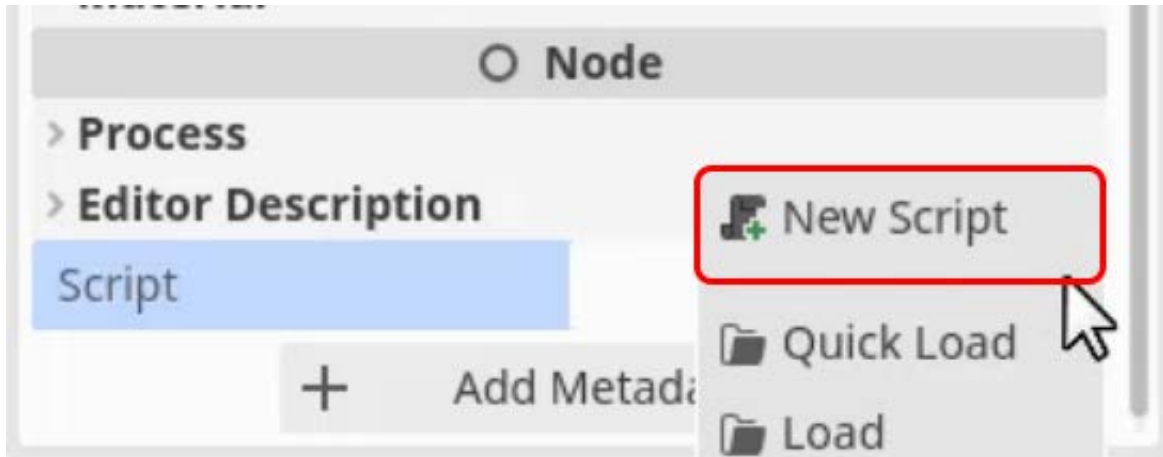 Node
Process
Editor Description
New Script
Script
Quick Load
Add Metada
Load